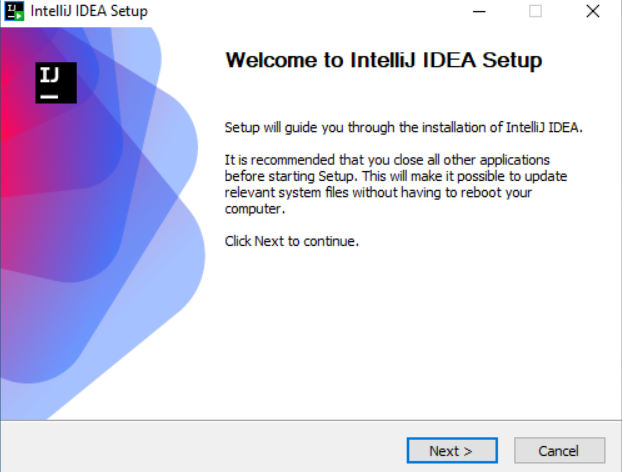 IntelliJ IDEA Setup
IJ
Welcome to IntelliJ IDEA Setup
Setup will guide you through the installation of IntelliJ IDEA.
It is recommended that you close all other applications
before starting Setup. This will make it possible to update
relevant system files without having to reboot your
computer.
Click Next to continue.
Next >
Cancel